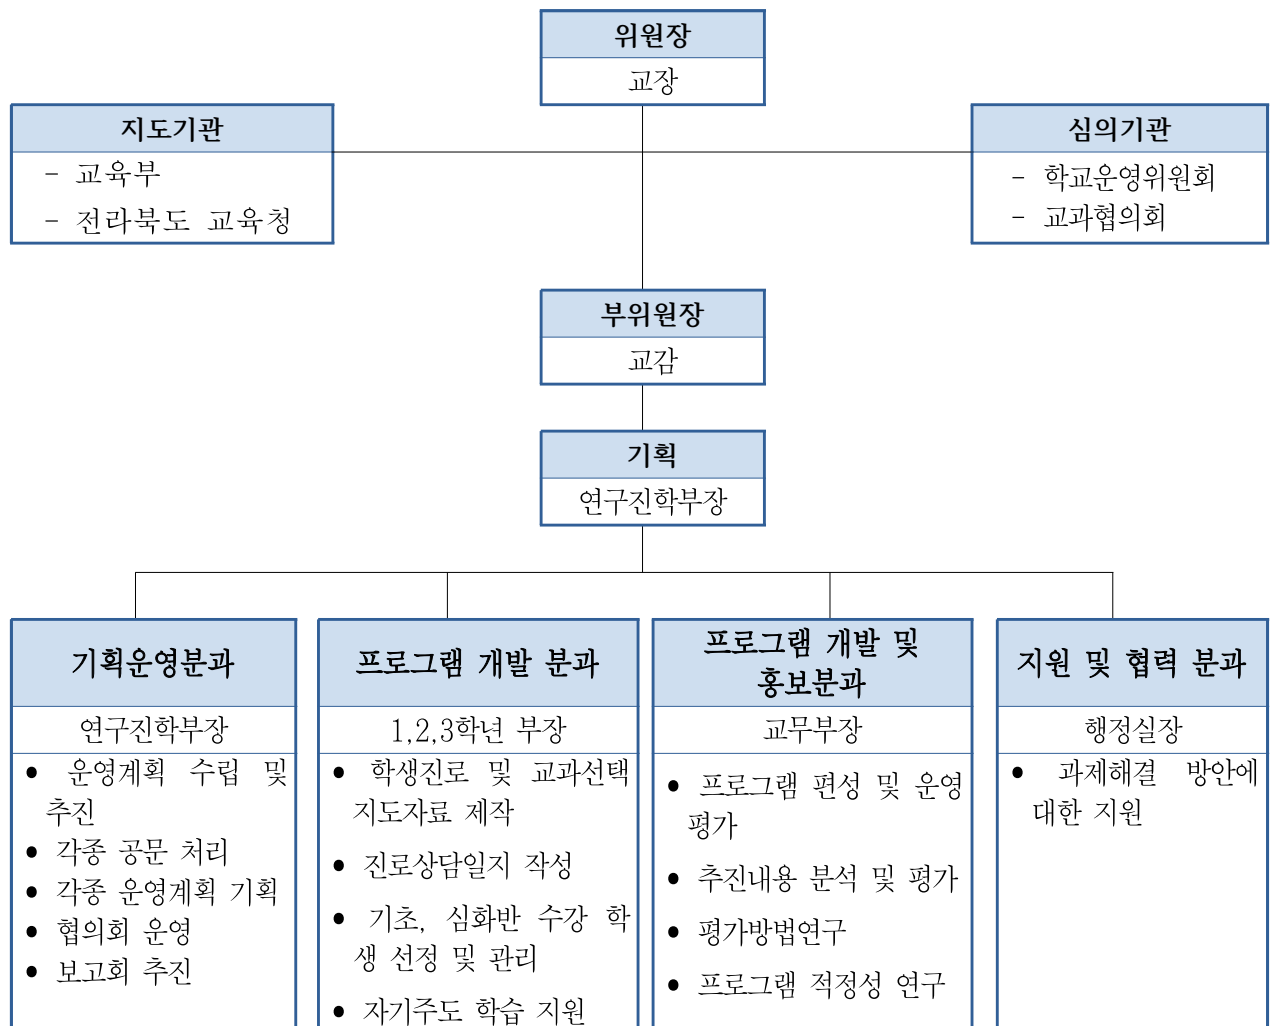 위원장
교장
지도기관
- 교육부
- 전라북도 교육청
심의기관
- 학교운영위원회
- 교과협의회
부위원장
교감
기획
연구진학부장
기획운영분과
연구진학부장
● 운영계획 수립 및
추진
● 각종 공문 처리
● 각종 운영계획 기획
● 협의회 운영
● 보고회 추진
프로그램 개발 분과
1,2,3학년 부장
● 학생진로 및 교과선택
지도자료 제작
● 진로상담일지 작성
● 기초, 심화반 수강 학
생 선정 및 관리
● 자기주도 학습 지원
프로그램 개발 및
홍보분과
교무부장
● 프로그램 편성 및 운영
평가
● 추진내용 분석 및 평가
● 평가방법연구
● 프로그램 적정성 연구
지원 및 협력 분과
행정실장
● 과제해결 방안에
대한 지원